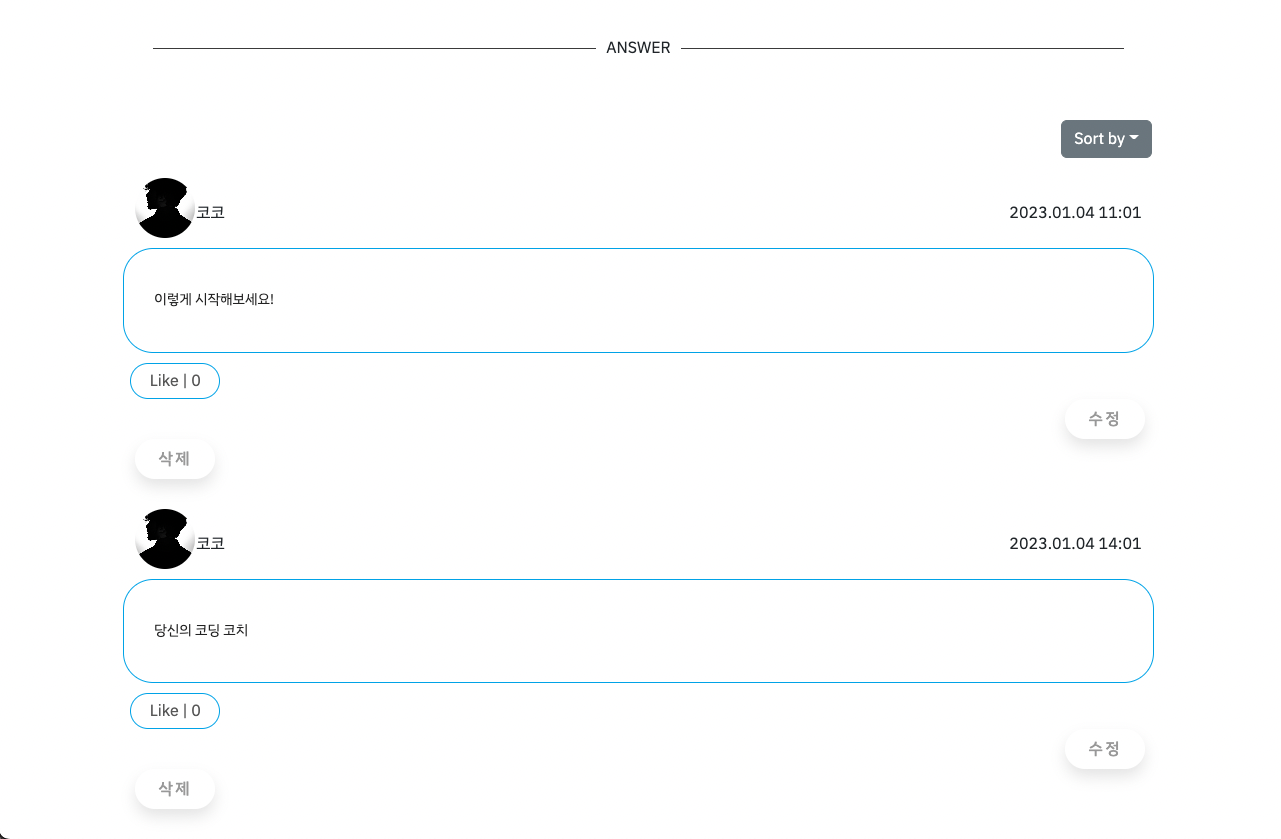 ANSWER
Sort by
코코 2023.01.04 11:01
이렇게 시작해보세요!
Like | 0
수정
삭제
코코 2023.01.04 14:01
당신의 코딩 코치
Like | 0
수정
삭제